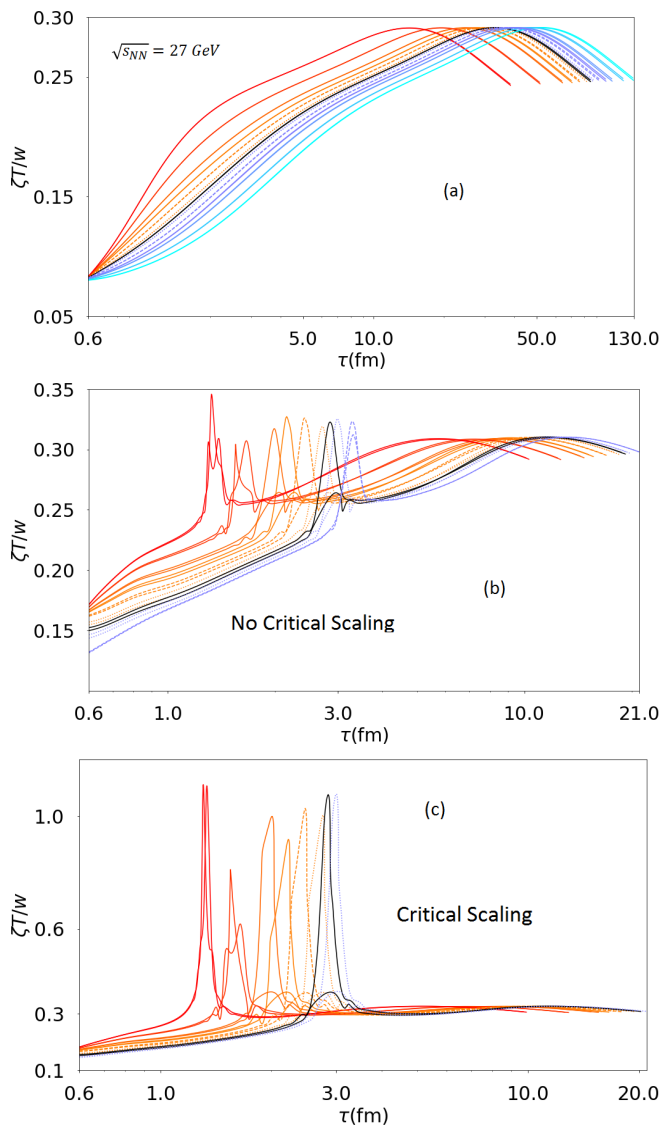 0.30
√s_NN = 27 GeV
0.25
ζT/w
0.15
(a)
0.05
0.6 5.0 10.0 50.0 130.0
τ(fm)
0.35
0.30
ζT/w
0.25
0.20
(b)
0.15
No Critical Scaling
0.6 1.0 3.0 10.0 21.0
τ(fm)
(c)
1.0
ζT/w
Critical Scaling
0.6
0.3
0.1
0.6 1.0 3.0 10.0 20.0
τ(fm)